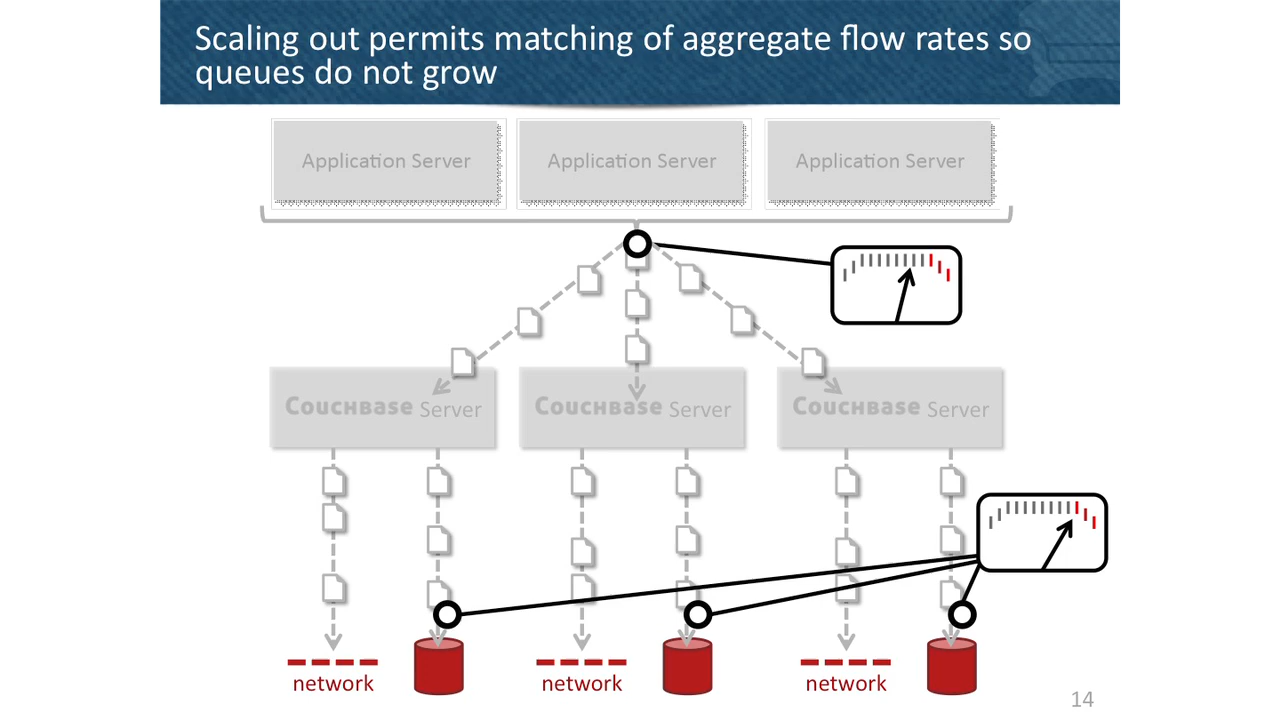 Scaling out permits matching of aggregate flow rates so
queues do not grow
Application Server
Application Server
Application Server
COUCHBASE Server
COUCHBASE Server
COUCHBASE Server
network
network
network
14